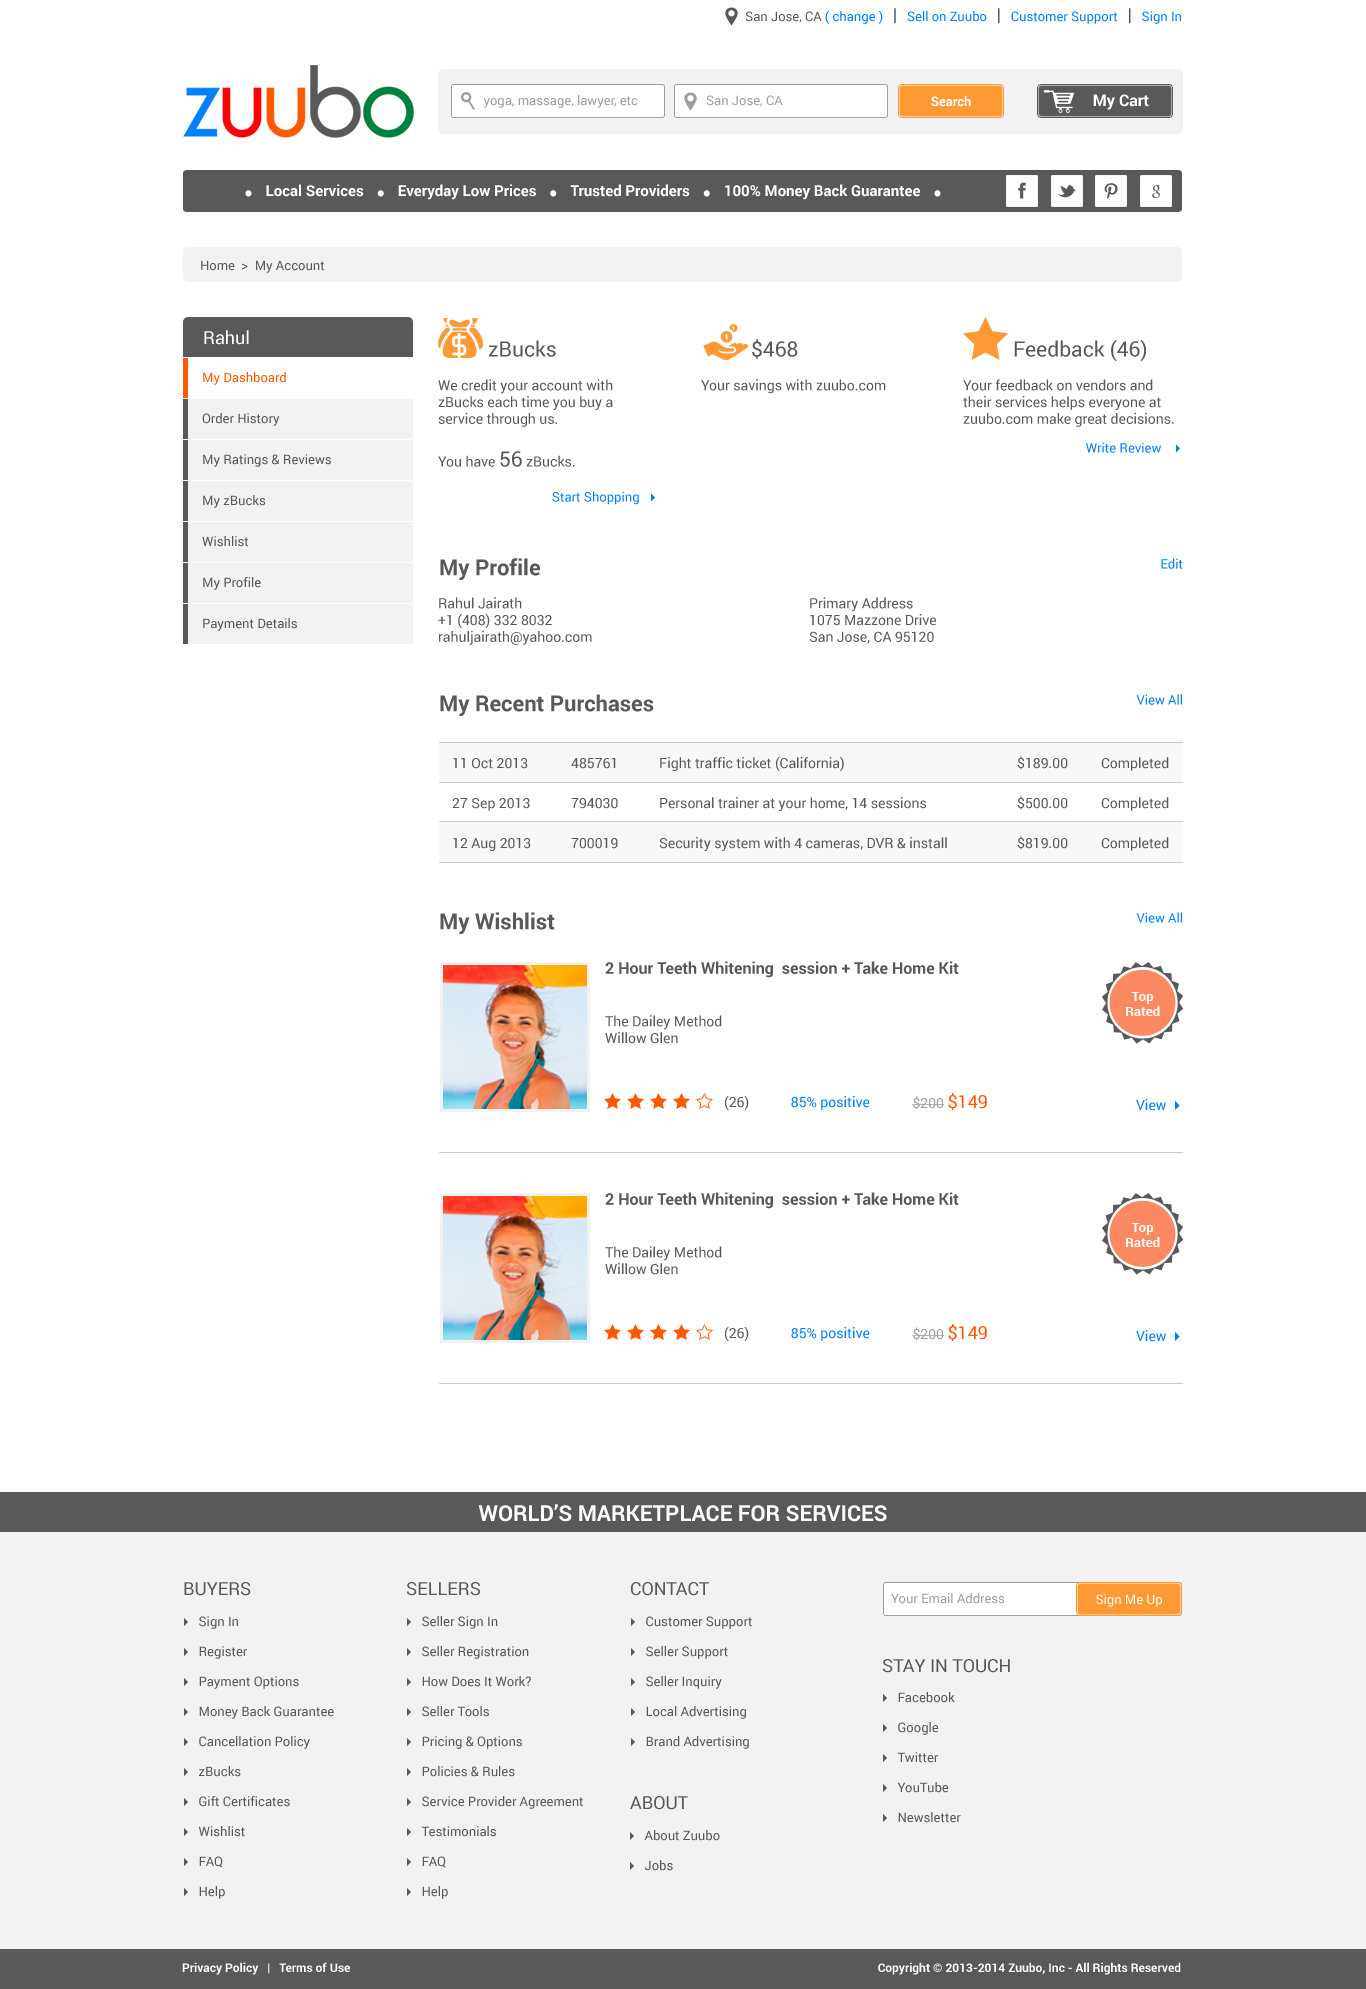 San Jose, CA ( change ) | Sell on Zuubo | Customer Support | Sign In
zuubo
yoga, massage, lawyer, etc
San Jose, CA
Search
My Cart
• Local Services • Everyday Low Prices • Trusted Providers • 100% Money Back Guarantee •
Home > My Account
Rahul
My Dashboard
Order History
My Ratings & Reviews
My zBucks
Wishlist
My Profile
Payment Details
zBucks
We credit your account with
zBucks each time you buy a
service through us.
You have 56 zBucks.
Start Shopping
$468
Your savings with zuubo.com
Feedback (46)
Your feedback on vendors and
their services helps everyone at
zuubo.com make great decisions.
Write Review
My Profile
Edit
Rahul Jairath
+1 (408) 332 8032
rahuljairath@yahoo.com
Primary Address
1075 Mazzone Drive
San Jose, CA 95120
My Recent Purchases
View All
11 Oct 2013 485761 Fight traffic ticket (California) $189.00 Completed
27 Sep 2013 794030 Personal trainer at your home, 14 sessions $500.00 Completed
12 Aug 2013 700019 Security system with 4 cameras, DVR & install $819.00 Completed
My Wishlist
View All
2 Hour Teeth Whitening session + Take Home Kit
Top
Rated
The Dailey Method
Willow Glen
(26) 85% positive $200 $149 View
2 Hour Teeth Whitening session + Take Home Kit
Top
Rated
The Dailey Method
Willow Glen
(26) 85% positive $200 $149 View
WORLD’S MARKETPLACE FOR SERVICES
BUYERS
Sign In
Register
Payment Options
Money Back Guarantee
Cancellation Policy
zBucks
Gift Certificates
Wishlist
FAQ
Help
SELLERS
Seller Sign In
Seller Registration
How Does It Work?
Seller Tools
Pricing & Options
Policies & Rules
Service Provider Agreement
Testimonials
FAQ
Help
CONTACT
Customer Support
Seller Support
Seller Inquiry
Local Advertising
Brand Advertising
ABOUT
About Zuubo
Jobs
Your Email Address
Sign Me Up
STAY IN TOUCH
Facebook
Google
Twitter
YouTube
Newsletter
Privacy Policy | Terms of Use
Copyright © 2013-2014 Zuubo, Inc - All Rights Reserved